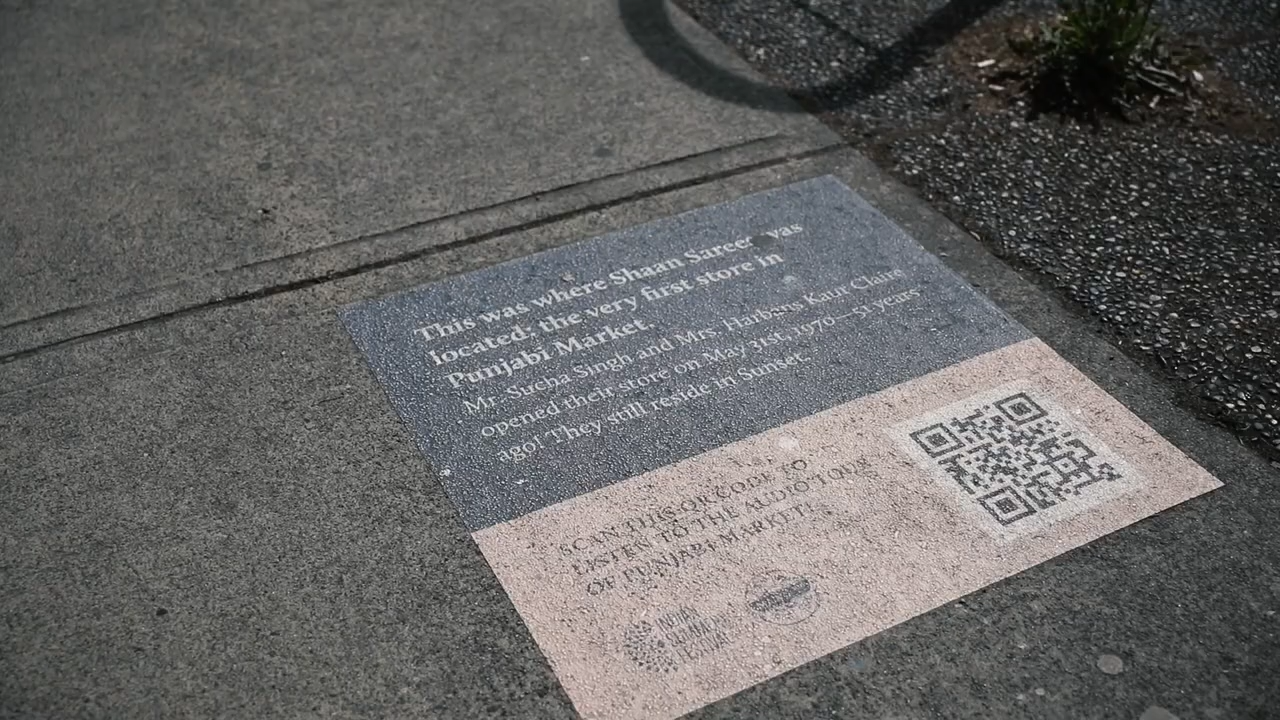 This was where Shaan Sarees was
located; the very first store in
Punjabi Market.
Mr. Sucha Singh and Mrs. Harbans Kaur Claire
opened their store on May 31st, 1970—51 years
ago! They still reside in Sunset.
SCAN THIS QR CODE TO
LISTEN TO THE AUDIO TOUR
OF PUNJABI MARKET!